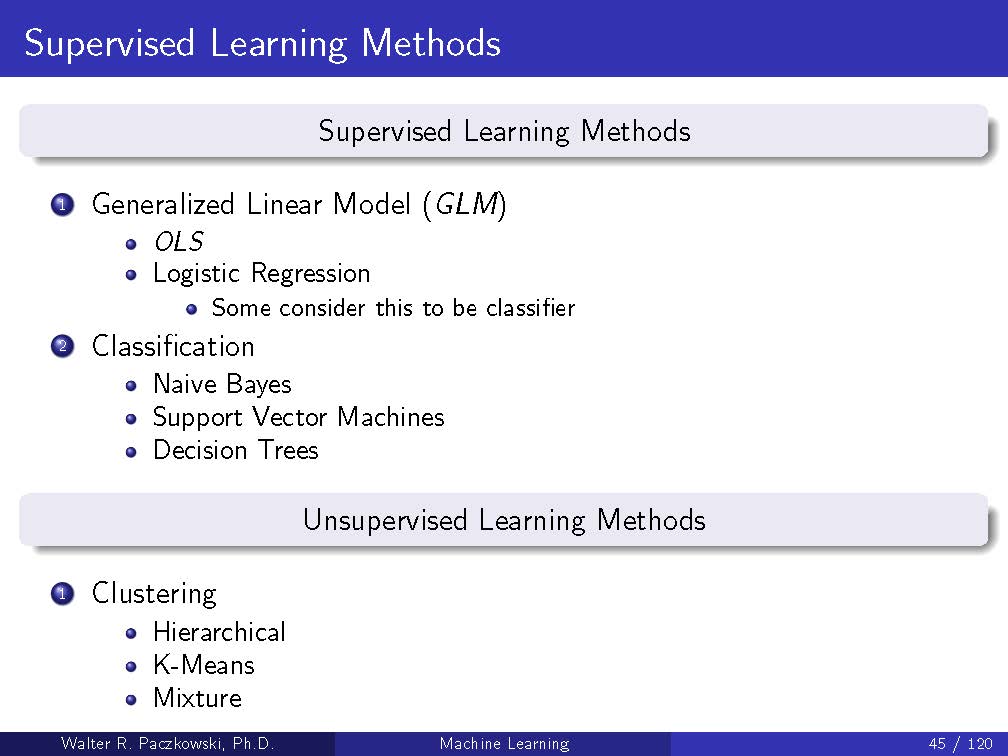 Supervised Learning Methods
Supervised Learning Methods
1 Generalized Linear Model (GLM)
OLS
Logistic Regression
Some consider this to be classifier
2 Classification
Naive Bayes
Support Vector Machines
Decision Trees
Unsupervised Learning Methods
1 Clustering
Hierarchical
K-Means
Mixture
Walter R. Paczkowski, Ph.D. Machine Learning 45 / 120